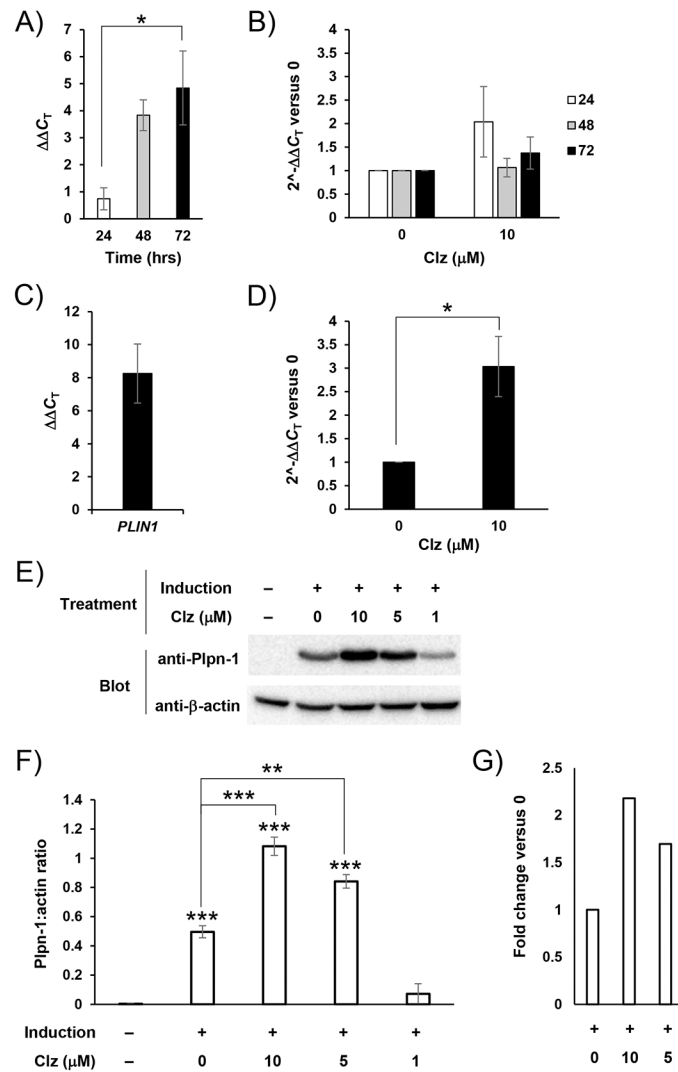 A)
*
ΔΔCT
7
6
5
4
3
2
1
0
24 48 72
Time (hrs)
B)
2^-ΔΔCT versus 0
4
3.5
3
2.5
2
1.5
1
0.5
0
0 10
Clz (μM)
24
48
72
C)
ΔΔCT
12
10
8
6
4
2
0
PLIN1
D)
*
2^-ΔΔCT versus 0
4
3.5
3
2.5
2
1.5
1
0.5
0
0 10
Clz (μM)
E)
Treatment
Induction – + + + +
Clz (μM) – 0 10 5 1
Blot
anti-Plpn-1
anti-β-actin
F)
**
***
*** *** ***
Plpn-1:actin ratio
1.4
1.2
1
0.8
0.6
0.4
0.2
0
Induction – + + + +
Clz (μM) – 0 10 5 1
G)
Fold change versus 0
2.5
2
1.5
1
0.5
0
+ + +
0 10 5